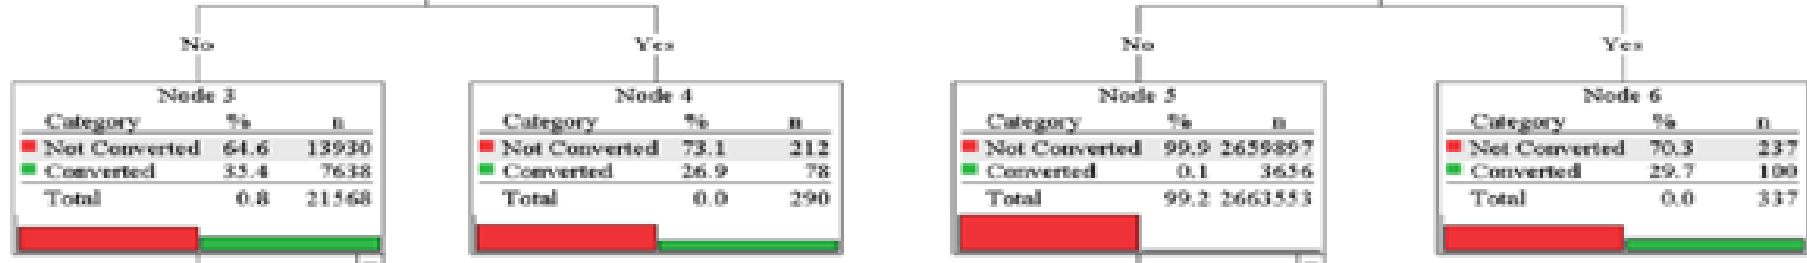 No
Yes
No
Yes
Node 3
Category % n
Not Converted 64.6 13930
Converted 35.4 7638
Total 0.8 21568
Node 4
Category % n
Not Converted 73.1 212
Converted 26.9 78
Total 0.0 290
Node 5
Category % n
Not Converted 99.9 2659897
Converted 0.1 3656
Total 99.2 2663553
Node 6
Category % n
Not Converted 70.3 237
Converted 29.7 100
Total 0.0 337